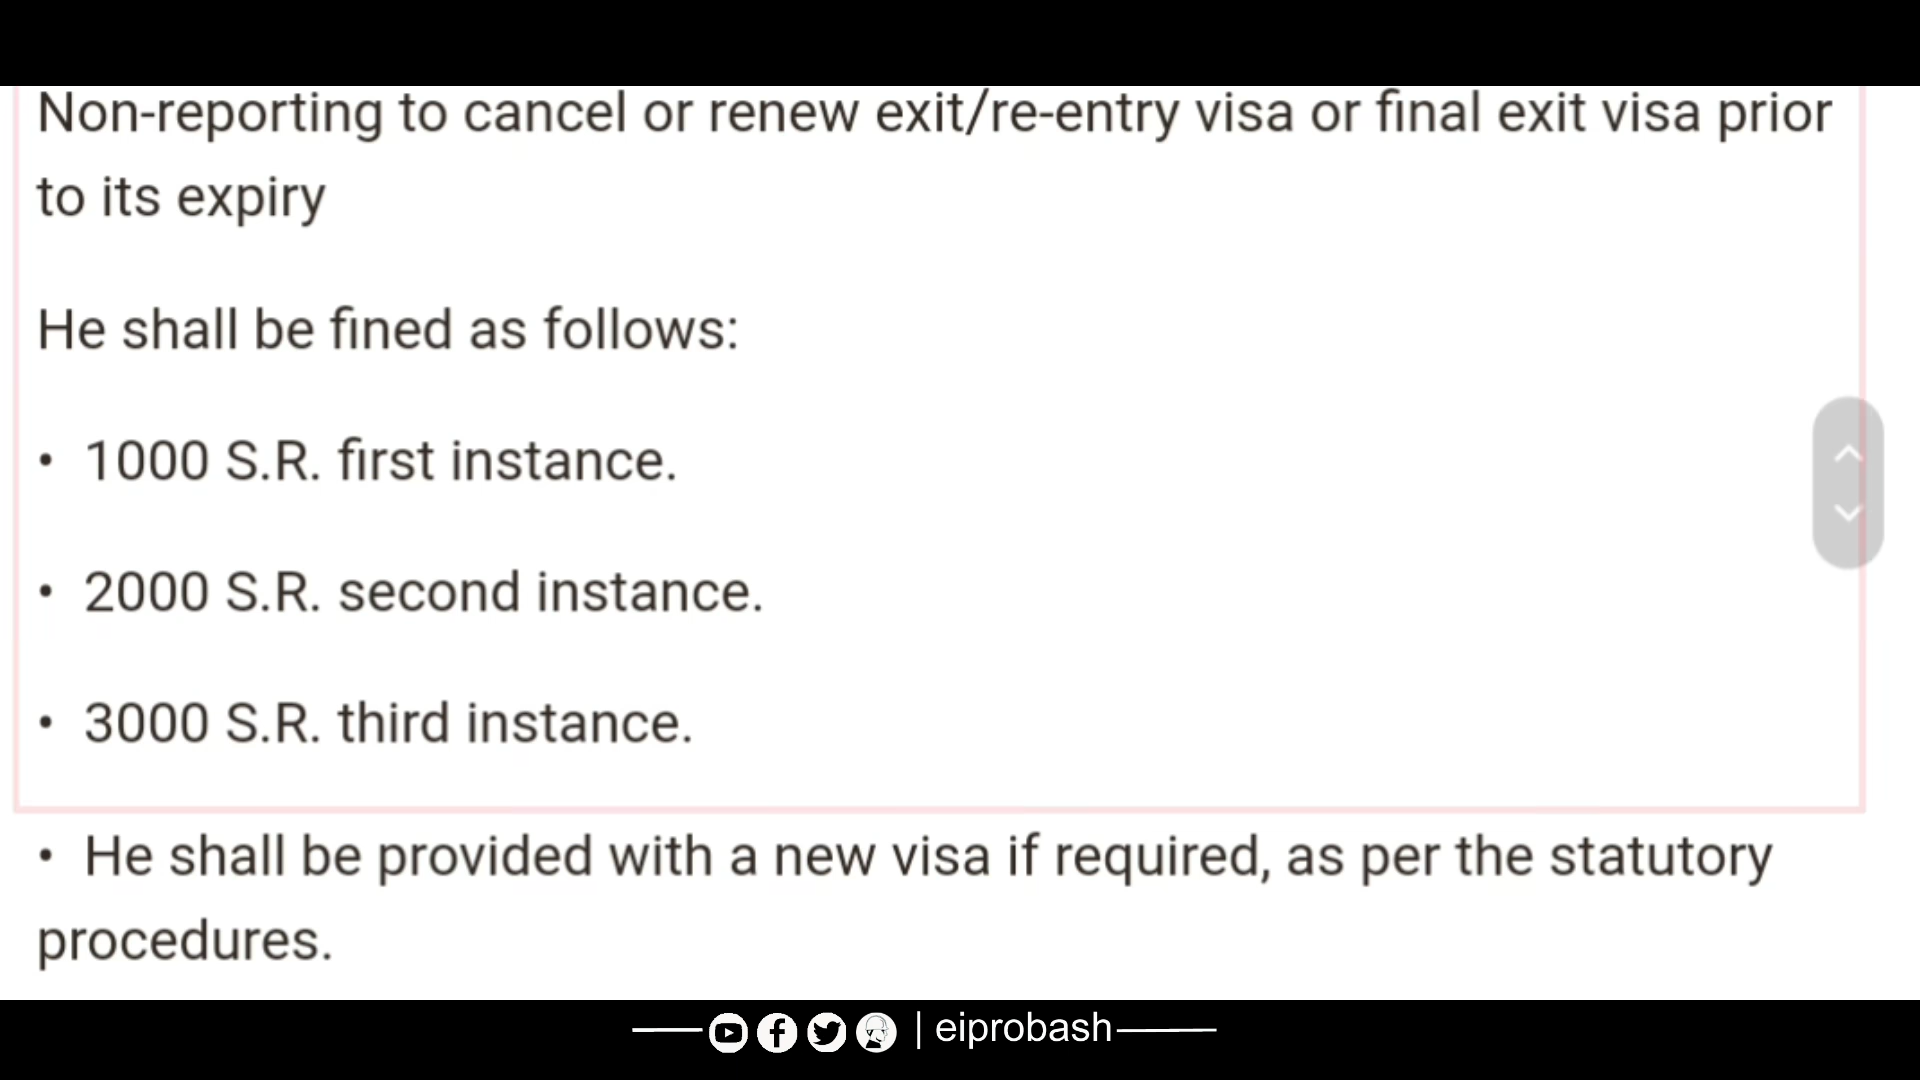 Non-reporting to cancel or renew exit/re-entry visa or final exit visa prior
to its expiry
He shall be fined as follows:
• 1000 S.R. first instance.
• 2000 S.R. second instance.
• 3000 S.R. third instance.
• He shall be provided with a new visa if required, as per the statutory
procedures.
| eiprobash